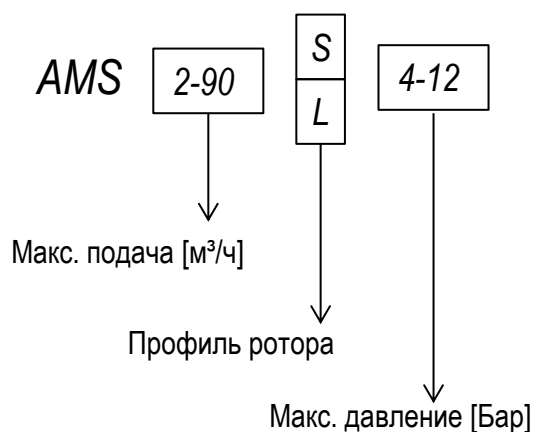 AMS 2-90 S 4-12
L
Макс. подача [м³/ч]
Профиль ротора
Макс. давление [Бар]